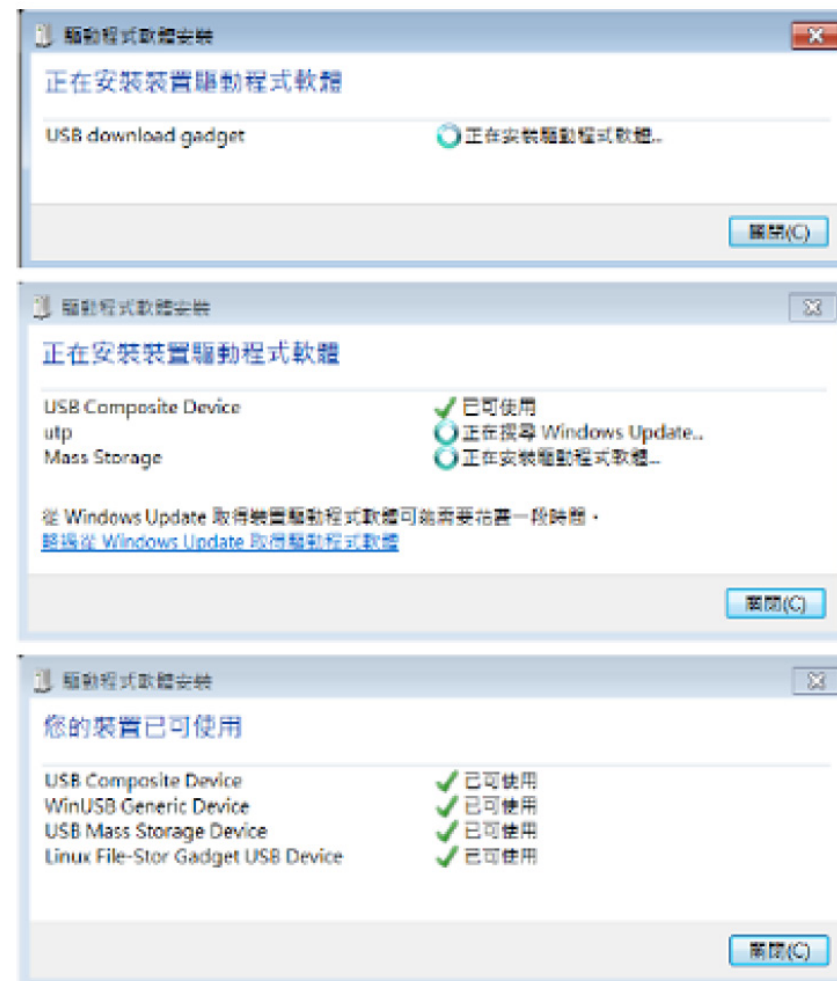 驅動程式軟體安裝
正在安裝裝置驅動程式軟體
USB download gadget 正在安裝驅動程式軟體...
關閉(C)
驅動程式軟體安裝
正在安裝裝置驅動程式軟體
USB Composite Device 已可使用
utp 正在搜尋 Windows Update...
Mass Storage 正在安裝驅動程式軟體...
從 Windows Update 取得裝置驅動程式軟體可能需要花費一段時間。
略過從 Windows Update 取得驅動程式軟體
關閉(C)
驅動程式軟體安裝
您的裝置已可使用
USB Composite Device 已可使用
WinUSB Generic Device 已可使用
USB Mass Storage Device 已可使用
Linux File-Stor Gadget USB Device 已可使用
關閉(C)